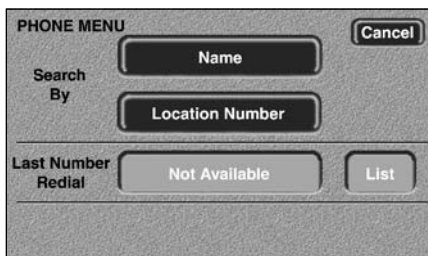 PHONE MENU
Cancel
Name
Search
By
Location Number
Last Number
Redial
Not Available
List